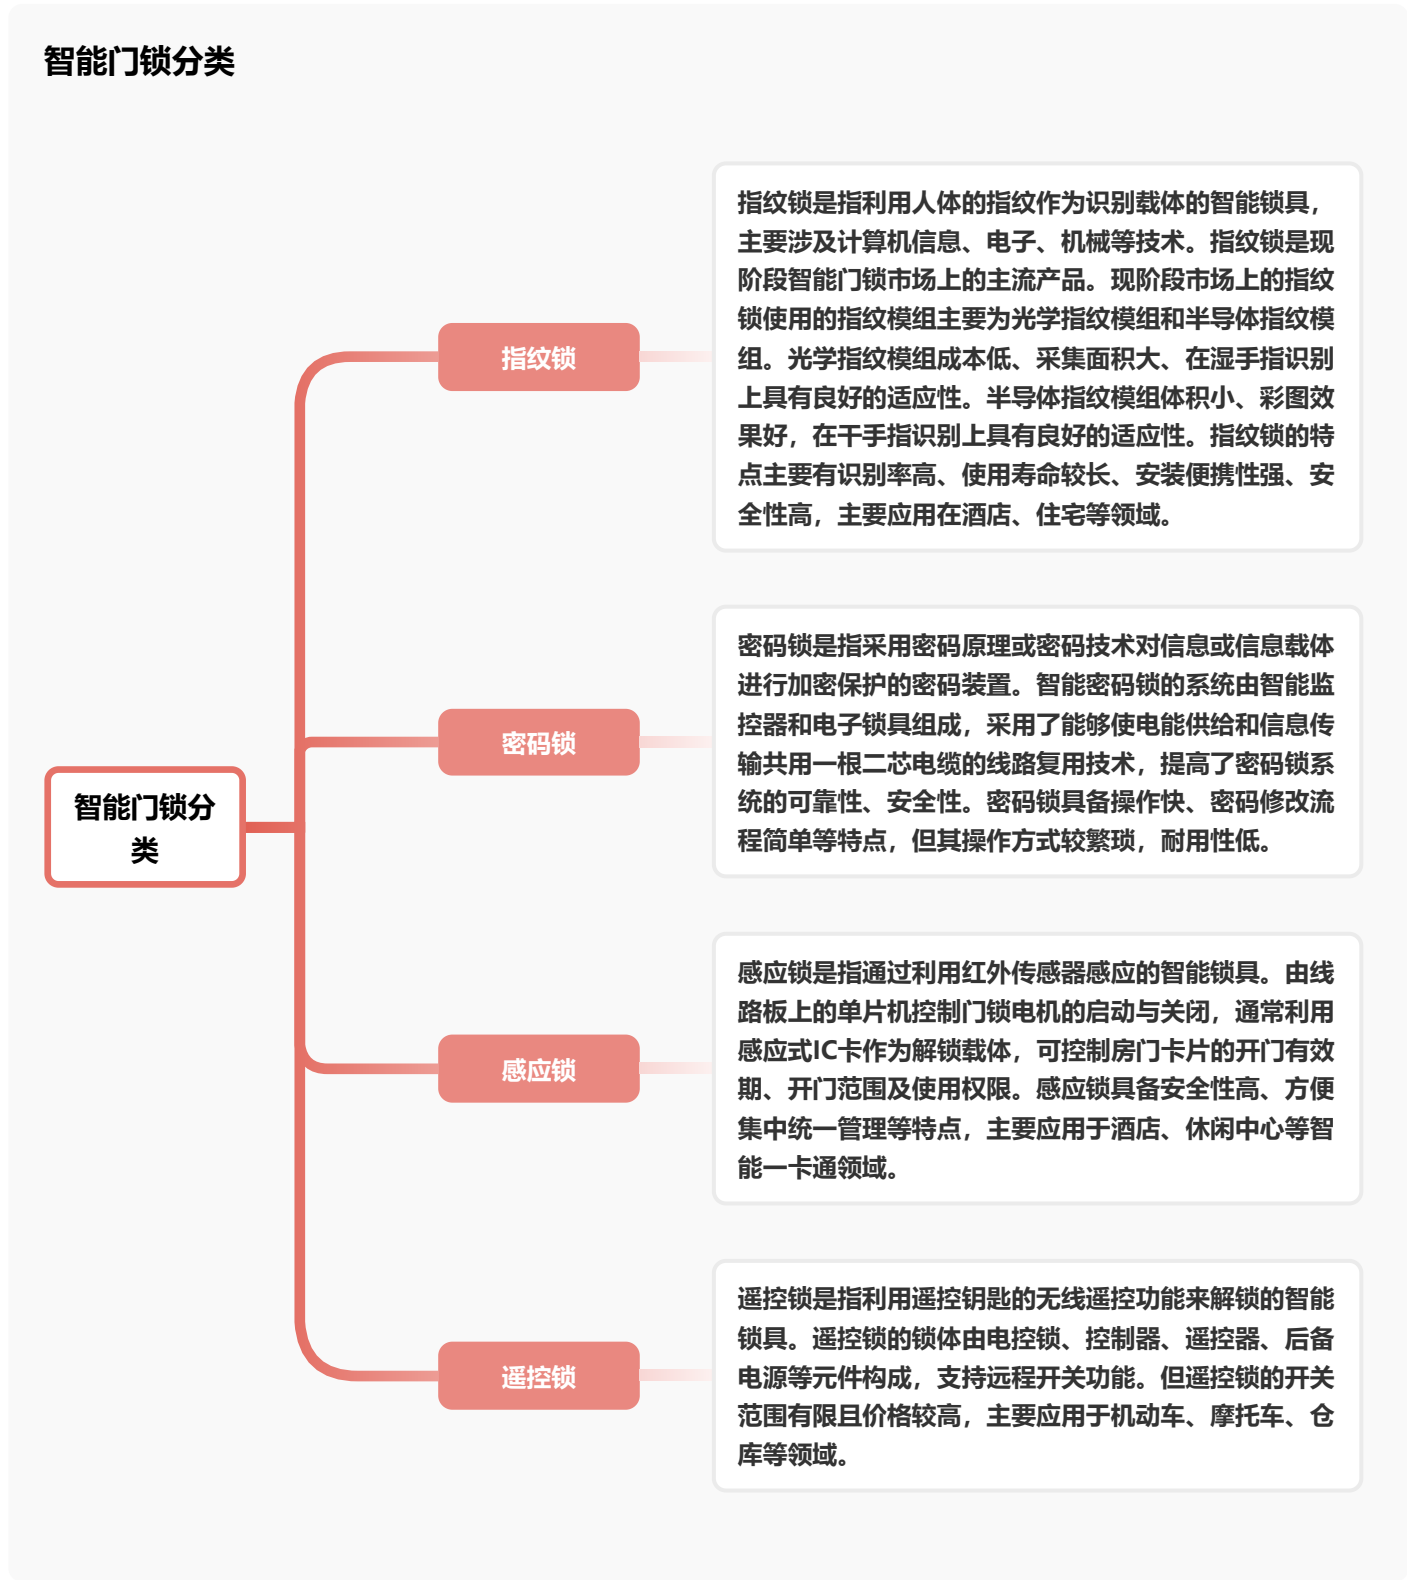 智能门锁分类
指纹锁是指利用人体的指纹作为识别载体的智能锁具，
主要涉及计算机信息、电子、机械等技术。指纹锁是现
阶段智能门锁市场上的主流产品。现阶段市场上的指纹
锁使用的指纹模组主要为光学指纹模组和半导体指纹模
组。光学指纹模组成本低、采集面积大、在湿手指识别
上具有良好的适应性。半导体指纹模组体积小、彩图效
果好，在干手指识别上具有良好的适应性。指纹锁的特
点主要有识别率高、使用寿命较长、安装便携性强、安
全性高，主要应用在酒店、住宅等领域。
指纹锁
密码锁是指采用密码原理或密码技术对信息或信息载体
进行加密保护的密码装置。智能密码锁的系统由智能监
控器和电子锁具组成，采用了能够使电能供给和信息传
输共用一根二芯电缆的线路复用技术，提高了密码锁系
统的可靠性、安全性。密码锁具备操作快、密码修改流
程简单等特点，但其操作方式较繁琐，耐用性低。
密码锁
智能门锁分
类
感应锁是指通过利用红外传感器感应的智能锁具。由线
路板上的单片机控制门锁电机的启动与关闭，通常利用
感应式IC卡作为解锁载体，可控制房门卡片的开门有效
期、开门范围及使用权限。感应锁具备安全性高、方便
集中统一管理等特点，主要应用于酒店、休闲中心等智
能一卡通领域。
感应锁
遥控锁是指利用遥控钥匙的无线遥控功能来解锁的智能
锁具。遥控锁的锁体由电控锁、控制器、遥控器、后备
电源等元件构成，支持远程开关功能。但遥控锁的开关
范围有限且价格较高，主要应用于机动车、摩托车、仓
库等领域。
遥控锁